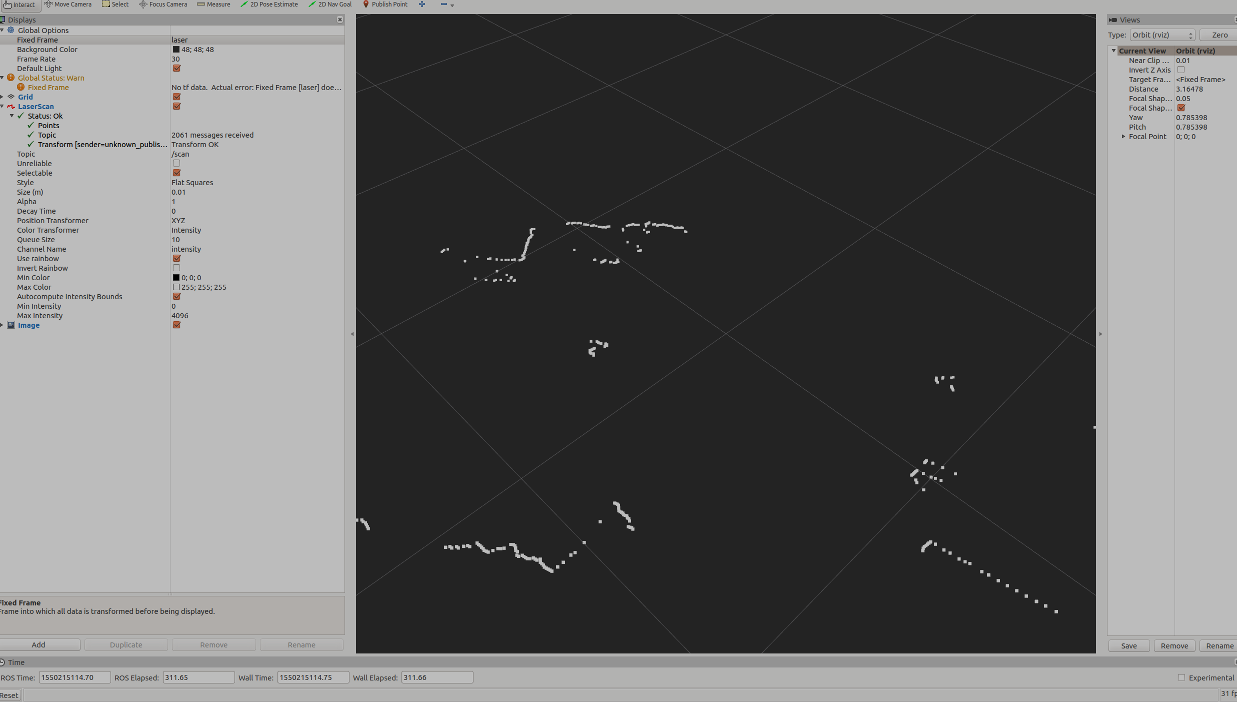 Interact Move Camera Select Focus Camera Measure 2D Pose Estimate 2D Nav Goal Publish Point
Displays
Global Options
Fixed Frame laser
Background Color 48; 48; 48
Frame Rate 30
Default Light
Global Status: Warn
Fixed Frame No tf data. Actual error: Fixed Frame [laser] doe...
Grid
LaserScan
Status: Ok
Points
Topic 2061 messages received
Transform [sender=unknown_publis... Transform OK
Topic /scan
Unreliable
Selectable
Style Flat Squares
Size (m) 0.01
Alpha 1
Decay Time 0
Position Transformer XYZ
Color Transformer Intensity
Queue Size 10
Channel Name intensity
Use rainbow
Invert Rainbow
Min Color 0; 0; 0
Max Color 255; 255; 255
Autocompute Intensity Bounds
Min Intensity 0
Max Intensity 4096
Image
Fixed Frame
Frame into which all data is transformed before being displayed.
Add Duplicate Remove Rename
Views
Type: Orbit (rviz) Zero
Current View Orbit (rviz)
Near Clip ... 0.01
Invert Z Axis
Target Fra... <Fixed Frame>
Distance 3.16478
Focal Shap... 0.05
Focal Shap...
Yaw 0.785398
Pitch 0.785398
Focal Point 0; 0; 0
Save Remove Rename
Time
ROS Time: 1550215114.70 ROS Elapsed: 311.65 Wall Time: 1550215114.75 Wall Elapsed: 311.66 Experimental
Reset 31 fp